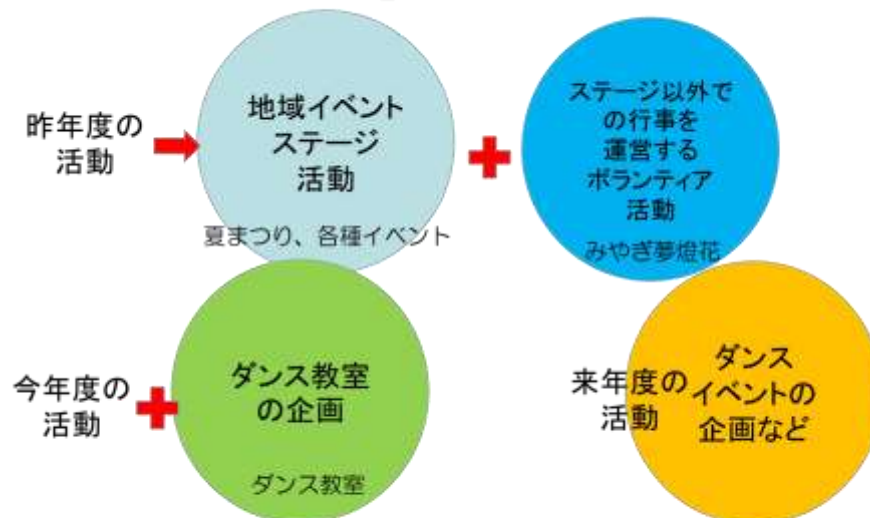 昨年度の
活動
地域イベント
ステージ
活動
夏まつり、各種イベント
ステージ以外で
の行事を
運営する
ボランティア
活動
みやぎ夢燈花
今年度の
活動
ダンス教室
の企画
ダンス教室
来年度の
活動
ダンス
イベントの
企画など